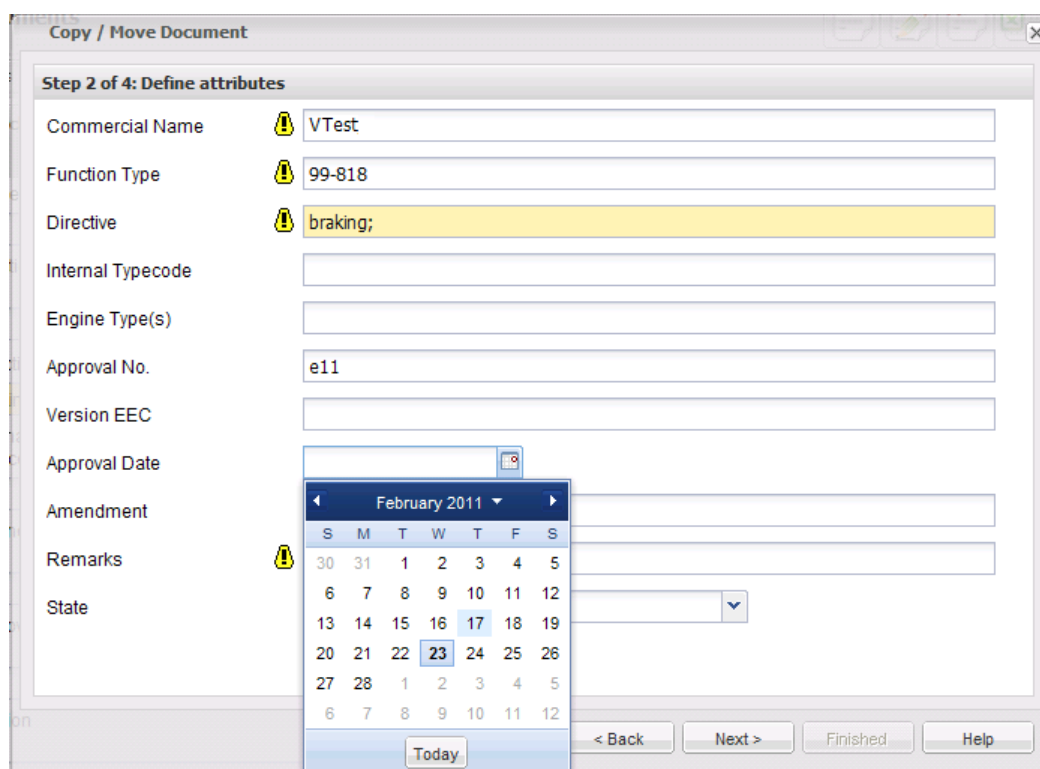 Copy / Move Document
Step 2 of 4: Define attributes
Commercial Name VTest
Function Type 99-818
Directive braking;
Internal Typecode
Engine Type(s)
Approval No. e11
Version EEC
Approval Date
February 2011
Amendment
S M T W T F S
30 31 1 2 3 4 5
Remarks
6 7 8 9 10 11 12
State
13 14 15 16 17 18 19
20 21 22 23 24 25 26
27 28 1 2 3 4 5
6 7 8 9 10 11 12
< Back Next > Finished Help
Today